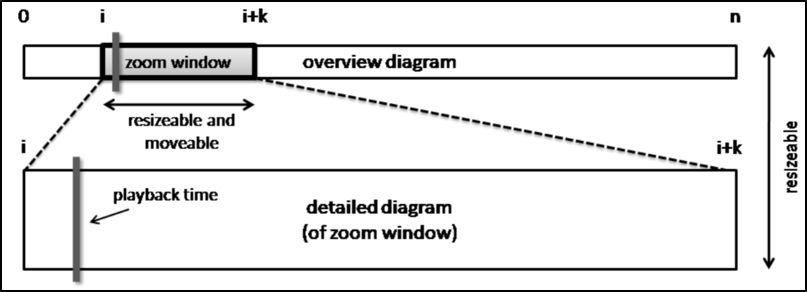 0 i i+k n
zoom window overview diagram
resizeable and
moveable
resizeable
i i+k
playback time
detailed diagram
(of zoom window)